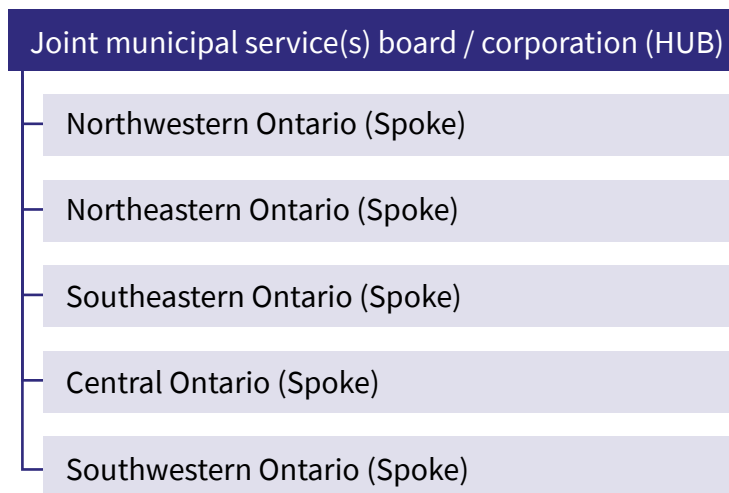 Joint municipal service(s) board / corporation (HUB)
Northwestern Ontario (Spoke)
Northeastern Ontario (Spoke)
Southeastern Ontario (Spoke)
Central Ontario (Spoke)
Southwestern Ontario (Spoke)